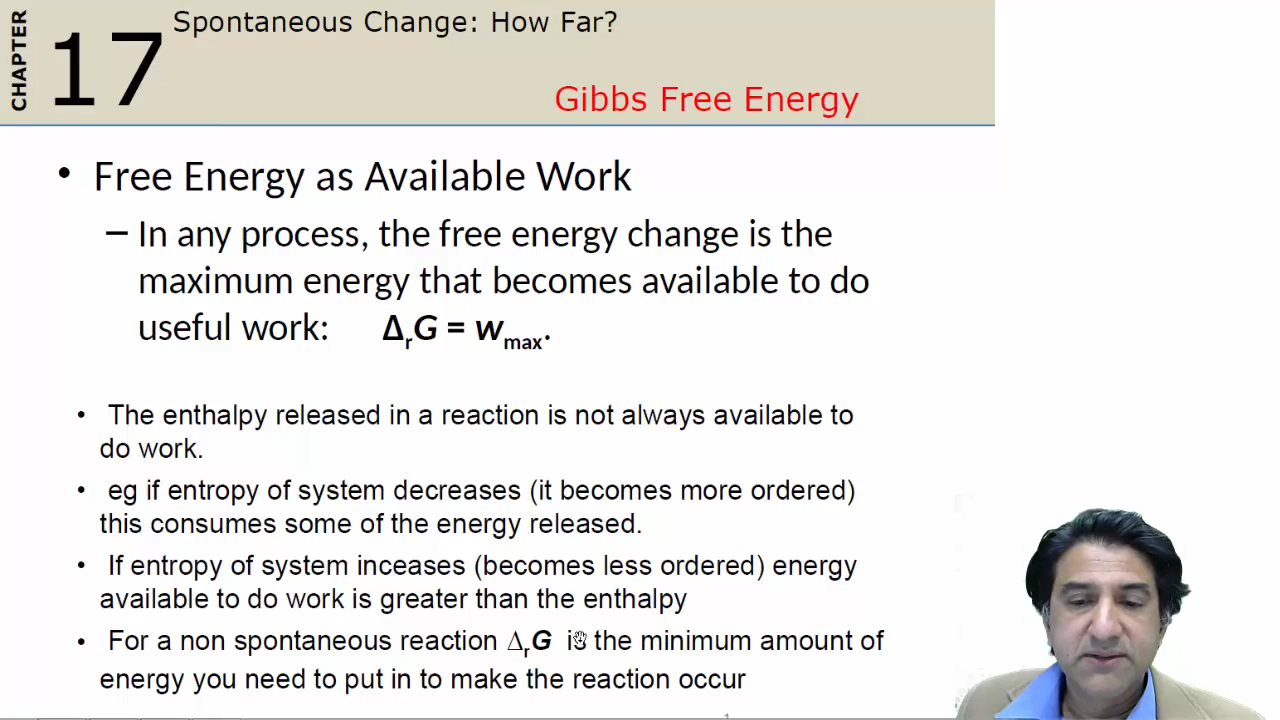 CHAPTER
17
Spontaneous Change: How Far?
Gibbs Free Energy
• Free Energy as Available Work
– In any process, the free energy change is the
maximum energy that becomes available to do
useful work: ΔrG = wmax.
• The enthalpy released in a reaction is not always available to
do work.
• eg if entropy of system decreases (it becomes more ordered)
this consumes some of the energy released.
• If entropy of system inceases (becomes less ordered) energy
available to do work is greater than the enthalpy
• For a non spontaneous reaction ΔrG is the minimum amount of
energy you need to put in to make the reaction occur